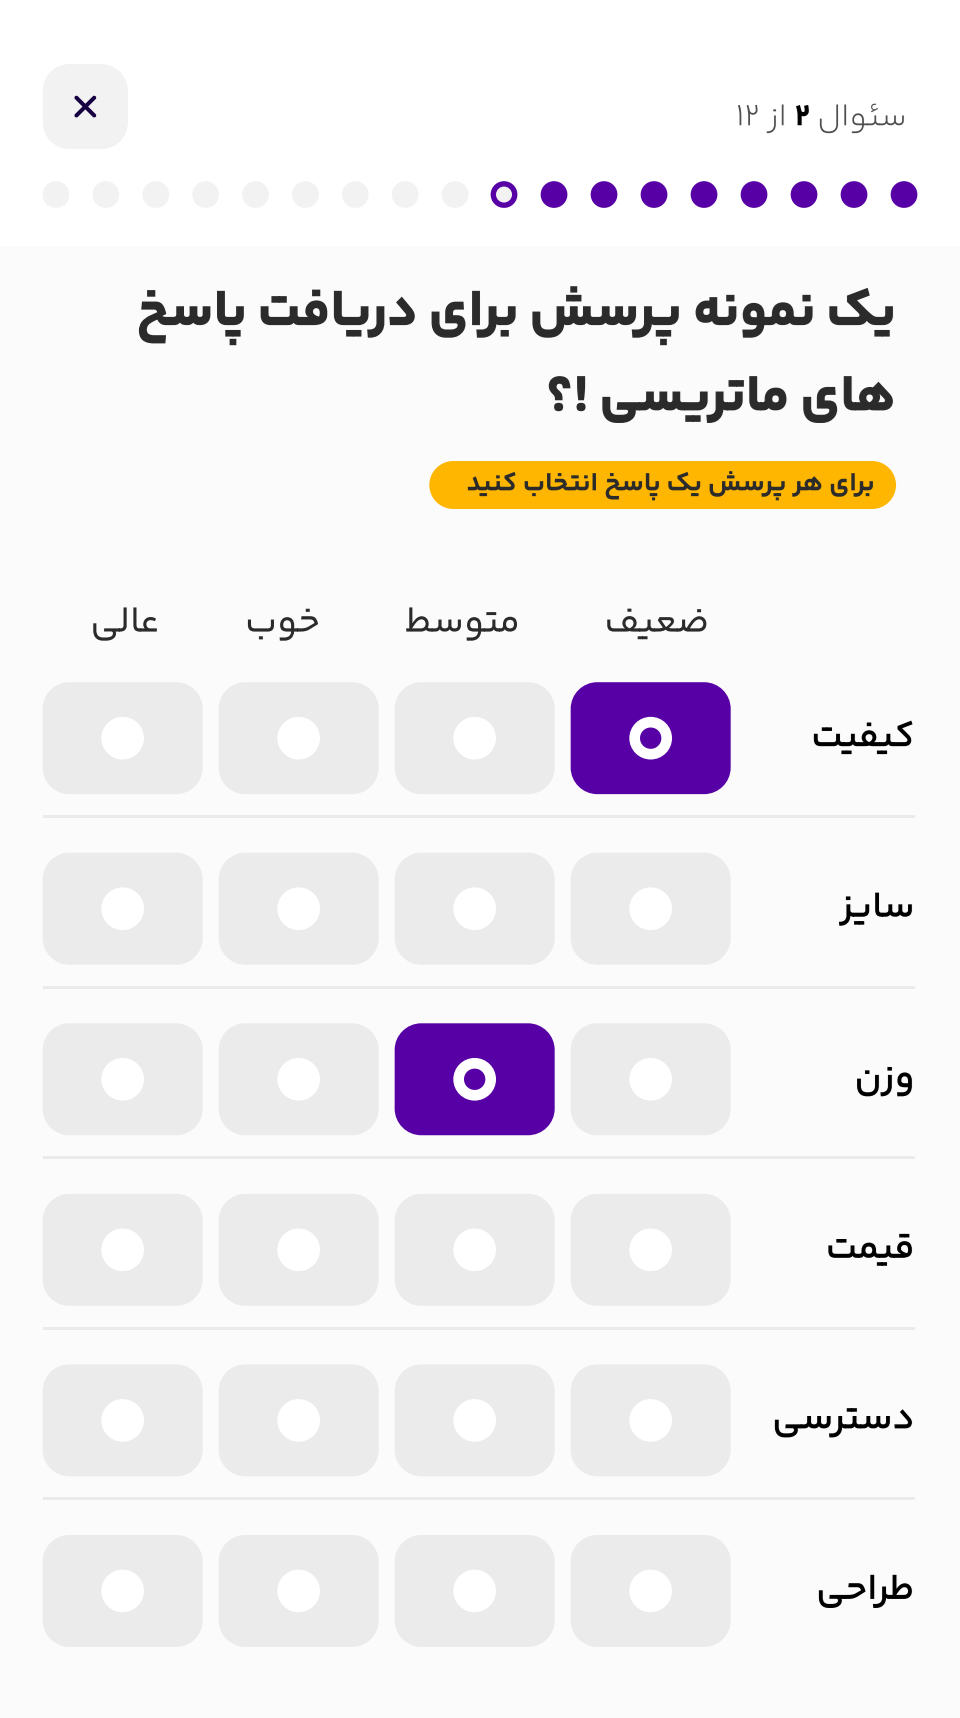 سئوال ۲ از ۱۲
یک نمونه پرسش برای دریافت پاسخ
های ماتریسی !؟
برای هر پرسش یک پاسخ انتخاب کنید
ضعیف متوسط خوب عالی
کیفیت
سایز
وزن
قیمت
دسترسی
طراحی